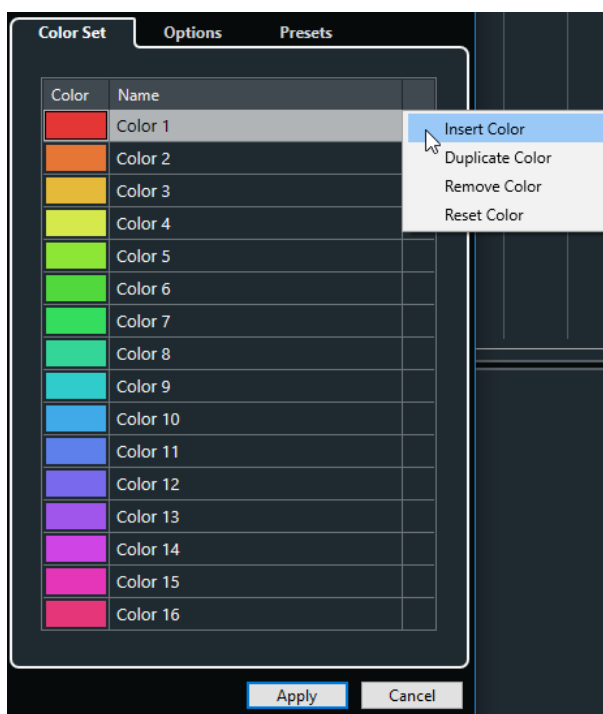 Color Set Options Presets
Color Name
Color 1
Insert Color
Color 2
Duplicate Color
Color 3
Remove Color
Color 4
Reset Color
Color 5
Color 6
Color 7
Color 8
Color 9
Color 10
Color 11
Color 12
Color 13
Color 14
Color 15
Color 16
Apply Cancel